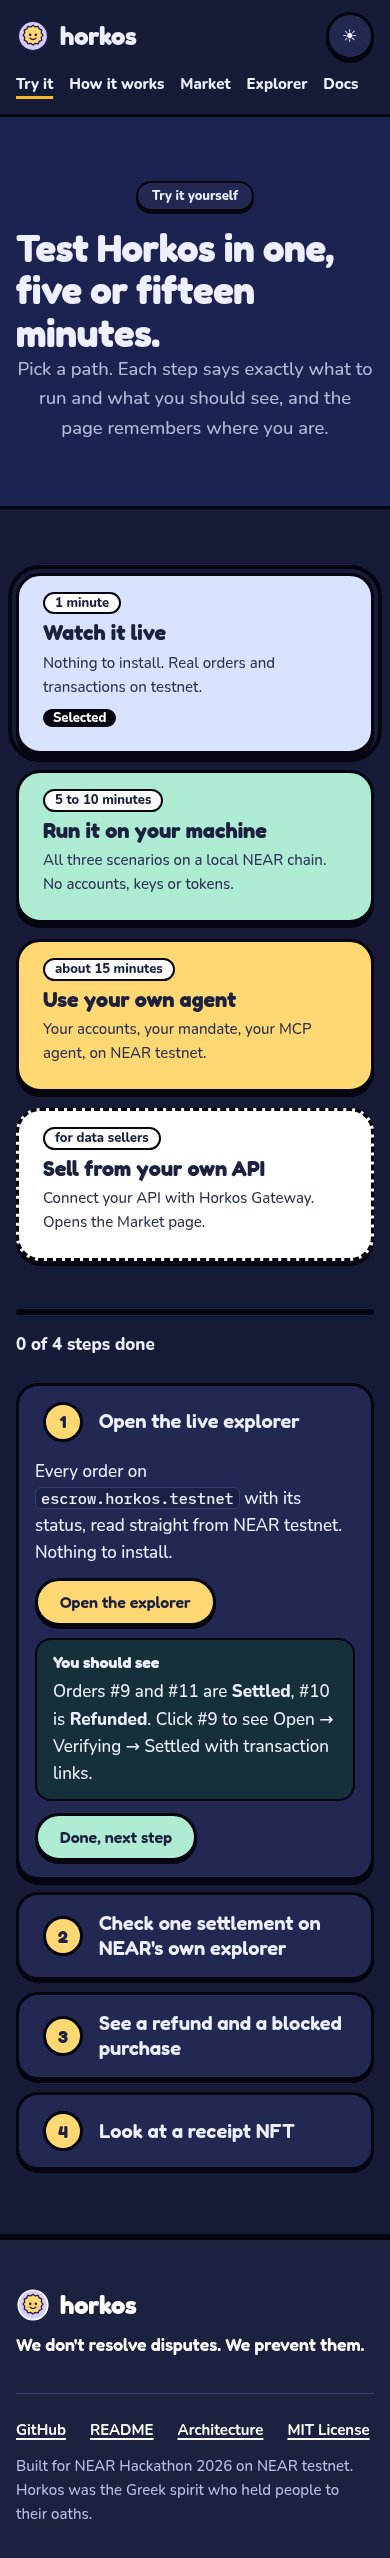 horkos
☀
Try it How it works Market Explorer Docs
Try it yourself
Test Horkos in one,
five or fifteen
minutes.
Pick a path. Each step says exactly what to
run and what you should see, and the
page remembers where you are.
1 minute
Watch it live
Nothing to install. Real orders and
transactions on testnet.
Selected
5 to 10 minutes
Run it on your machine
All three scenarios on a local NEAR chain.
No accounts, keys or tokens.
about 15 minutes
Use your own agent
Your accounts, your mandate, your MCP
agent, on NEAR testnet.
for data sellers
Sell from your own API
Connect your API with Horkos Gateway.
Opens the Market page.
0 of 4 steps done
1 Open the live explorer
Every order on
escrow.horkos.testnet with its
status, read straight from NEAR testnet.
Nothing to install.
Open the explorer
You should see
Orders #9 and #11 are Settled, #10
is Refunded. Click #9 to see Open →
Verifying → Settled with transaction
links.
Done, next step
2 Check one settlement on
NEAR's own explorer
3 See a refund and a blocked
purchase
4 Look at a receipt NFT
horkos
We don't resolve disputes. We prevent them.
GitHub README Architecture MIT License
Built for NEAR Hackathon 2026 on NEAR testnet.
Horkos was the Greek spirit who held people to
their oaths.